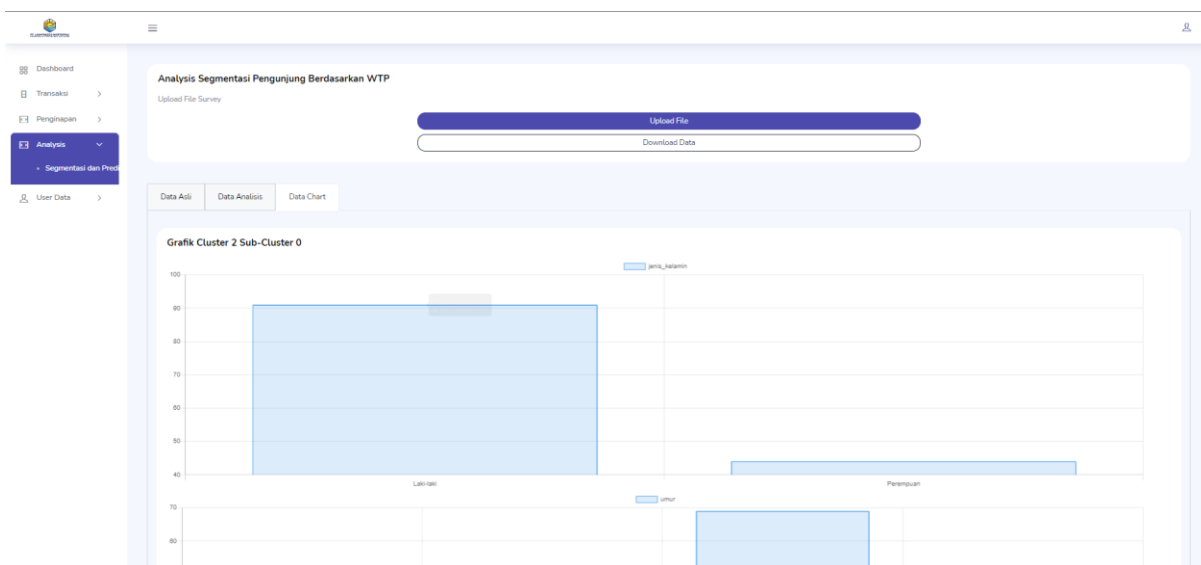 Dashboard
Transaksi
Penginapan
Analysis
Segmentasi dan Predi
User Data
Analysis Segmentasi Pengunjung Berdasarkan WTP
Upload File Survey
Upload File
Download Data
Data Asli
Data Analisis
Data Chart
Grafik Cluster 2 Sub-Cluster 0
jenis_kelamin
100
90
80
70
60
50
40
Laki-laki
Perempuan
umur
70
60